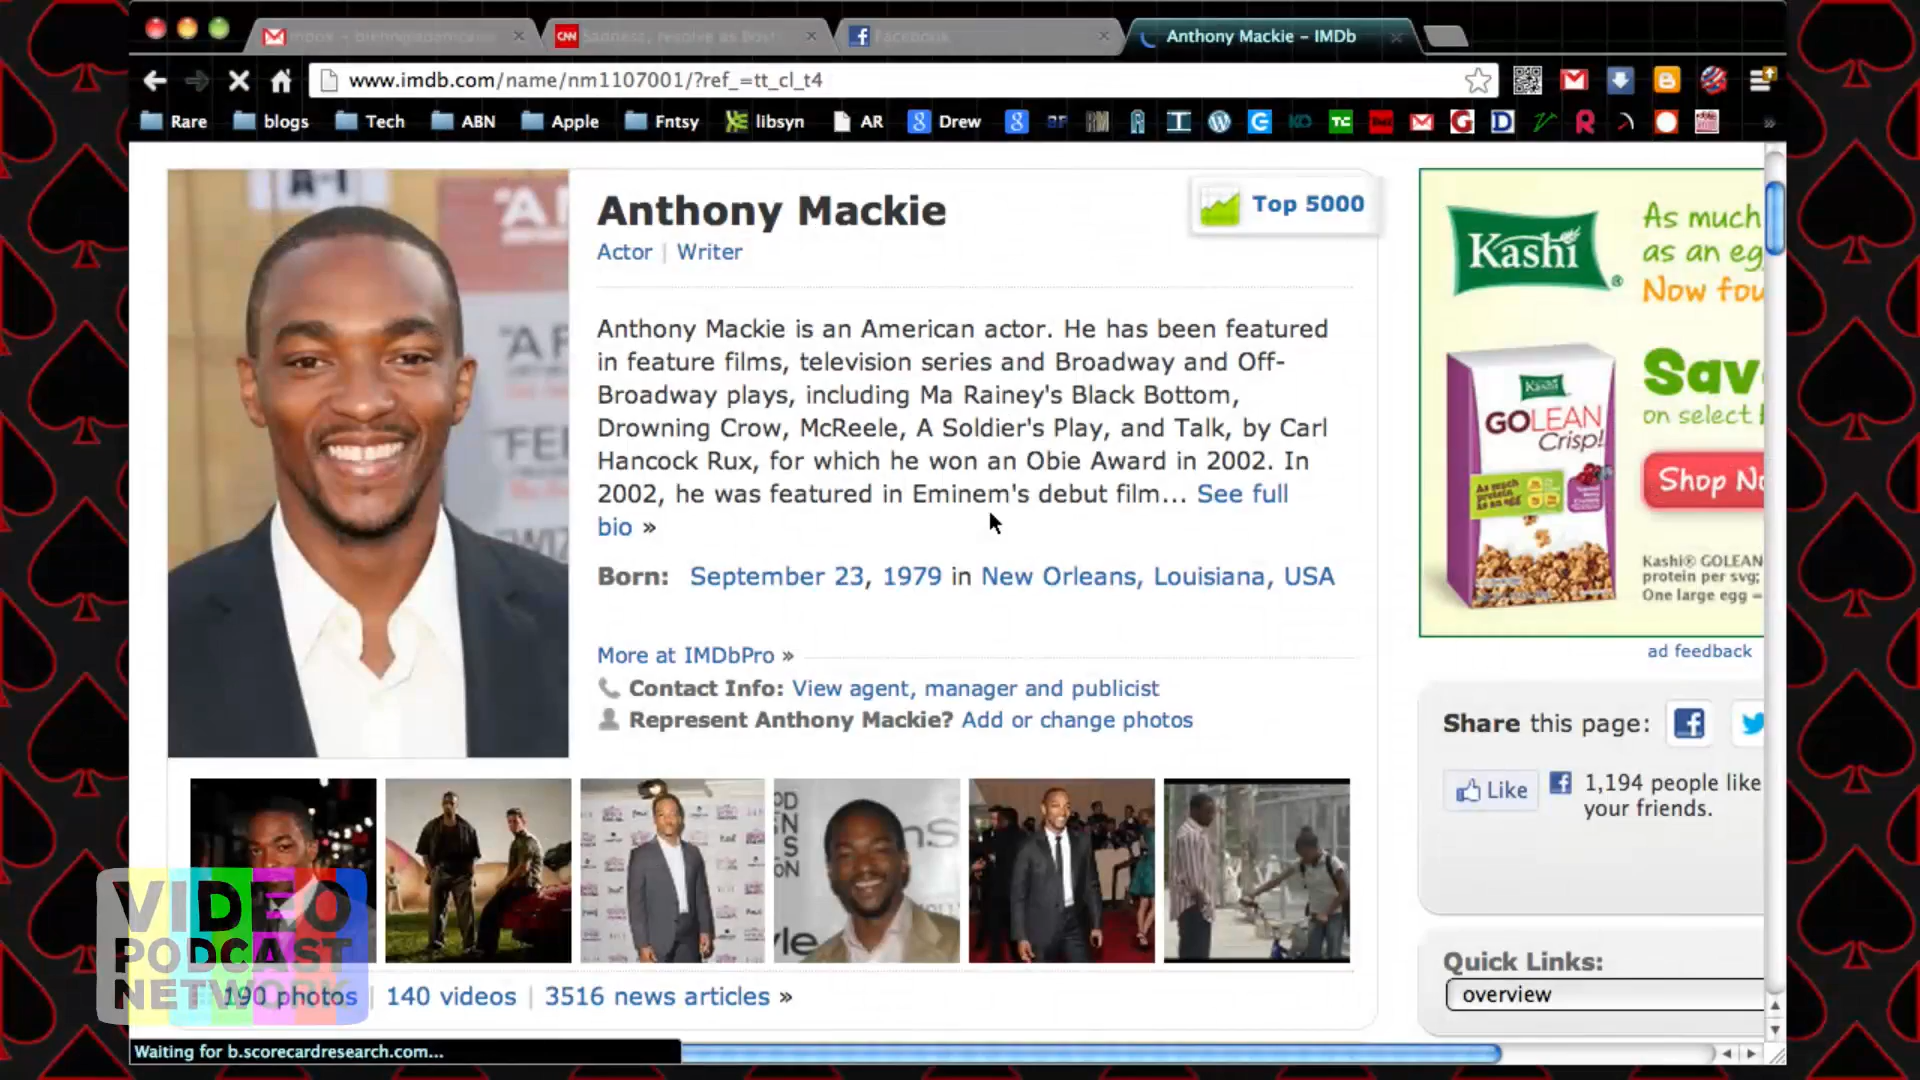 Anthony Mackie – IMDb
www.imdb.com/name/nm1107001/?ref_=tt_cl_t4
Rare blogs Tech ABN Apple Fntsy libsyn AR Drew
Anthony Mackie
Top 5000
Actor | Writer
Anthony Mackie is an American actor. He has been featured
in feature films, television series and Broadway and Off-
Broadway plays, including Ma Rainey's Black Bottom,
Drowning Crow, McReele, A Soldier's Play, and Talk, by Carl
Hancock Rux, for which he won an Obie Award in 2002. In
2002, he was featured in Eminem's debut film... See full
bio »
Born: September 23, 1979 in New Orleans, Louisiana, USA
More at IMDbPro »
Contact Info: View agent, manager and publicist
Represent Anthony Mackie? Add or change photos
190 photos | 140 videos | 3516 news articles »
Kashi®
As much
as an eg
Now fou
Kashi
GOLEAN
Crisp!
Sav
on select
Shop No
Kashi® GOLEAN
protein per svg;
One large egg =
ad feedback
Share this page:
Like
1,194 people like
your friends.
Quick Links:
overview
VIDEO
PODCAST
NETWORK
Waiting for b.scorecardresearch.com...